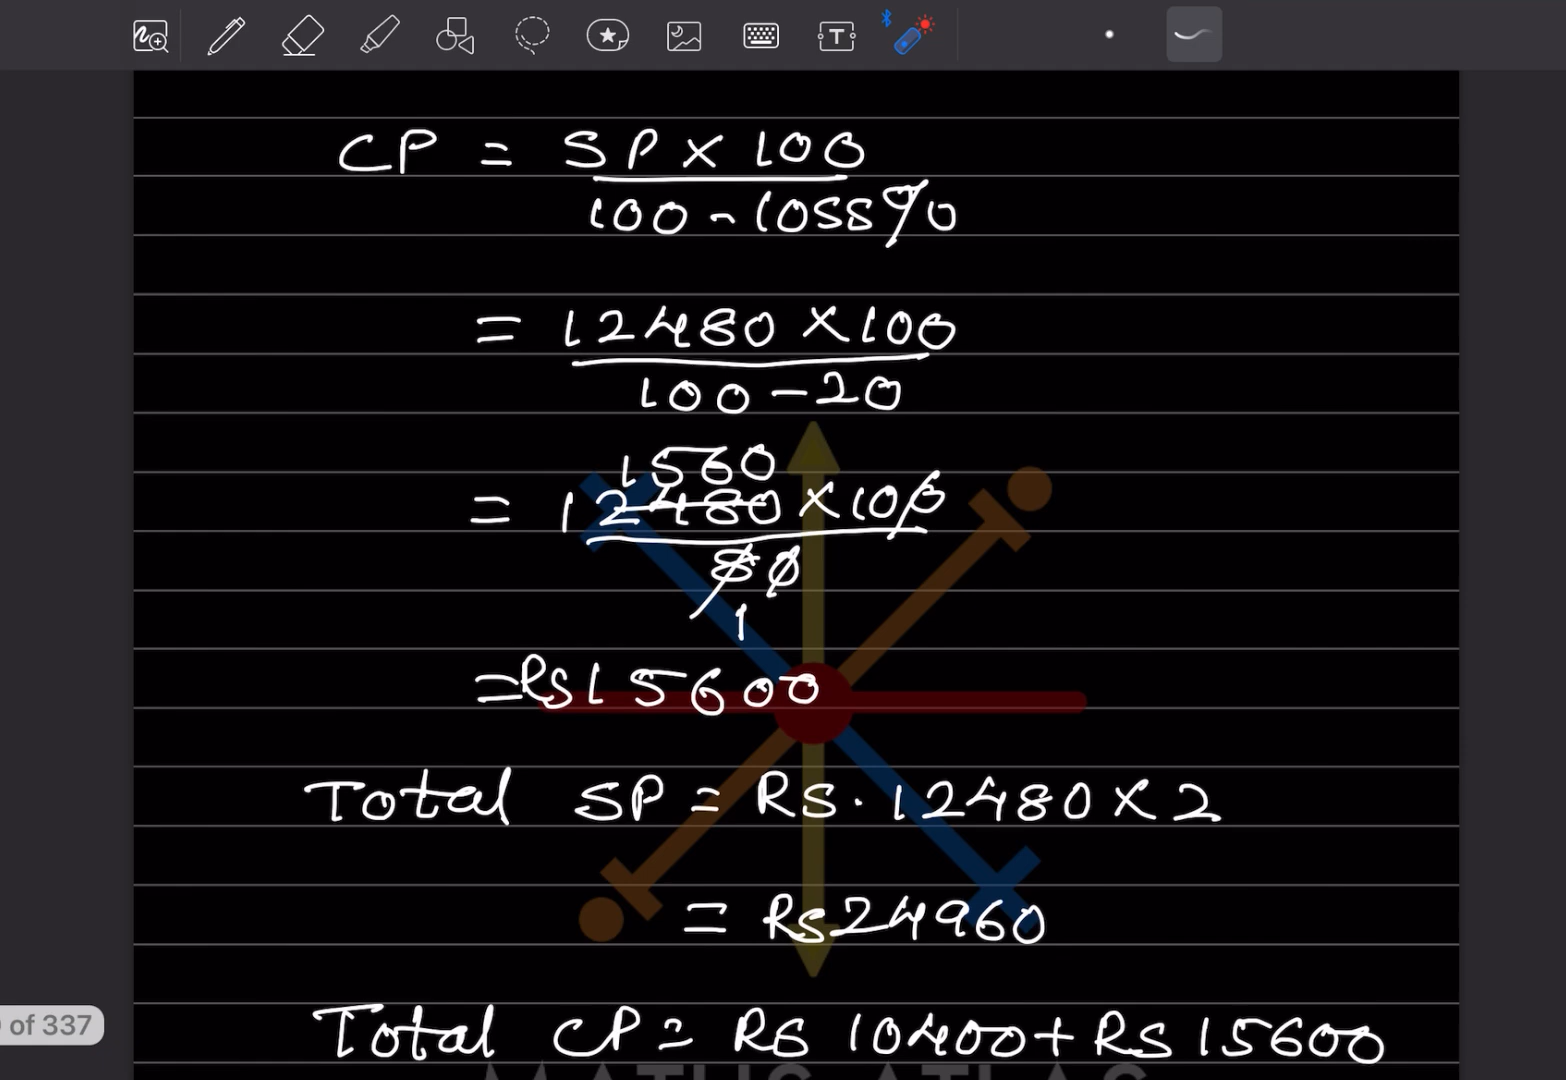 CP = SP × 100
100 - loss%
= 12480 × 100
100 - 20
1560
= 12480 × 100
80
1
= Rs 15600
Total SP = RS. 12480 × 2
= Rs 24960
of 337
Total CP = RS 10400 + RS 15600